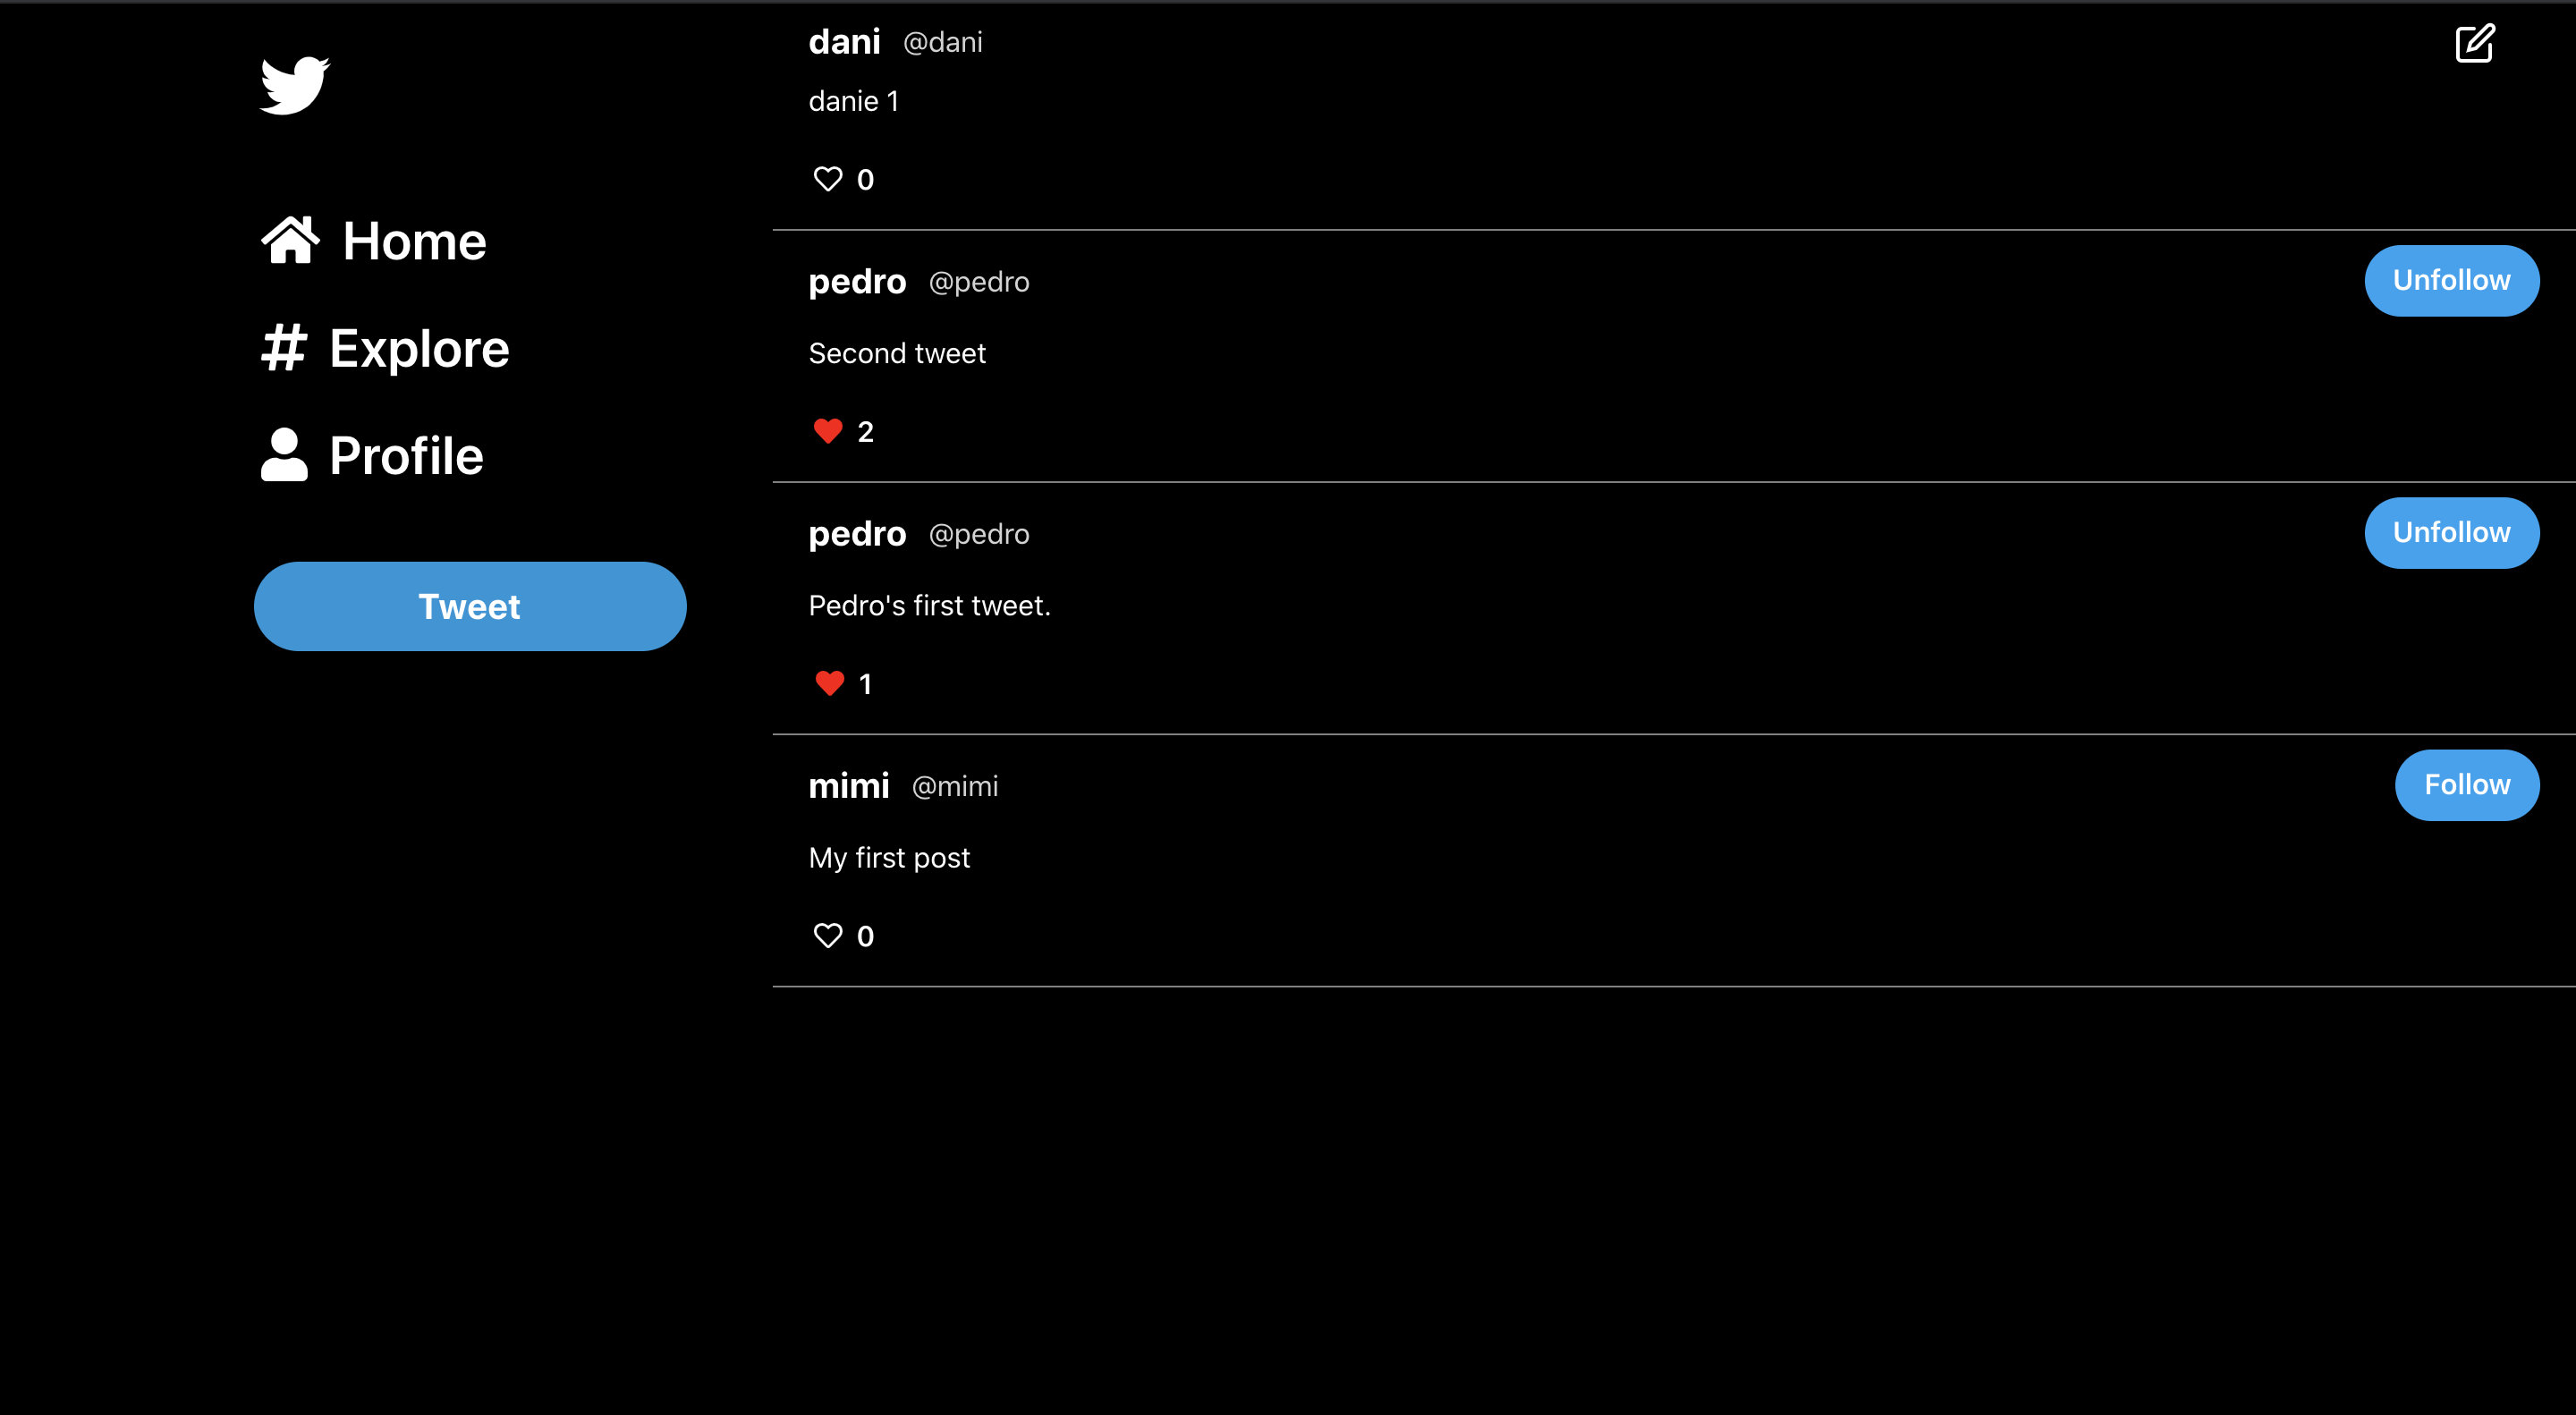 Home
Explore
Profile
Tweet
dani @dani
danie 1
0
pedro @pedro Unfollow
Second tweet
2
pedro @pedro Unfollow
Pedro's first tweet.
1
mimi @mimi Follow
My first post
0